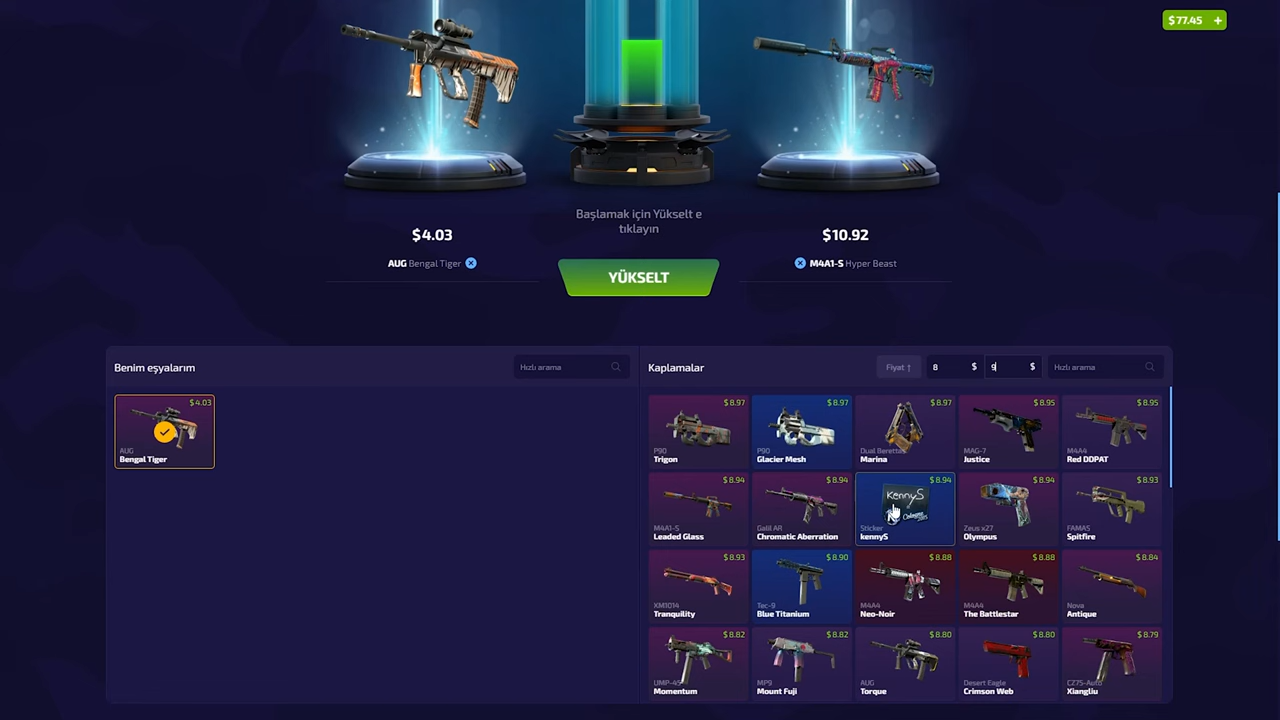 $77.45 +
Başlamak için Yükselt e
tıklayın
$4.03
$10.92
AUG Bengal Tiger
M4A1-S Hyper Beast
YÜKSELT
Benim eşyalarım
Hızlı arama
Kaplamalar
Fiyat ↑
8 $
9 $
Hızlı arama
$4.03
AUG
Bengal Tiger
$8.97
P90
Trigon
$8.97
P90
Glacier Mesh
$8.97
Dual Berettas
Marina
$8.95
MAG-7
Justice
$8.95
M4A4
Red DDPAT
$8.94
M4A1-S
Leaded Glass
$8.94
Galil AR
Chromatic Aberration
$8.94
KennyS
Cologne
Sticker
kennyS
$8.94
Zeus x27
Olympus
$8.93
FAMAS
Spitfire
$8.93
XM1014
Tranquility
$8.90
Tec-9
Blue Titanium
$8.88
M4A4
Neo-Noir
$8.88
M4A4
The Battlestar
$8.84
Nova
Antique
$8.82
UMP-45
Momentum
$8.82
MP9
Mount Fuji
$8.80
AUG
Torque
$8.80
Desert Eagle
Crimson Web
$8.79
CZ75-Auto
Xiangliu